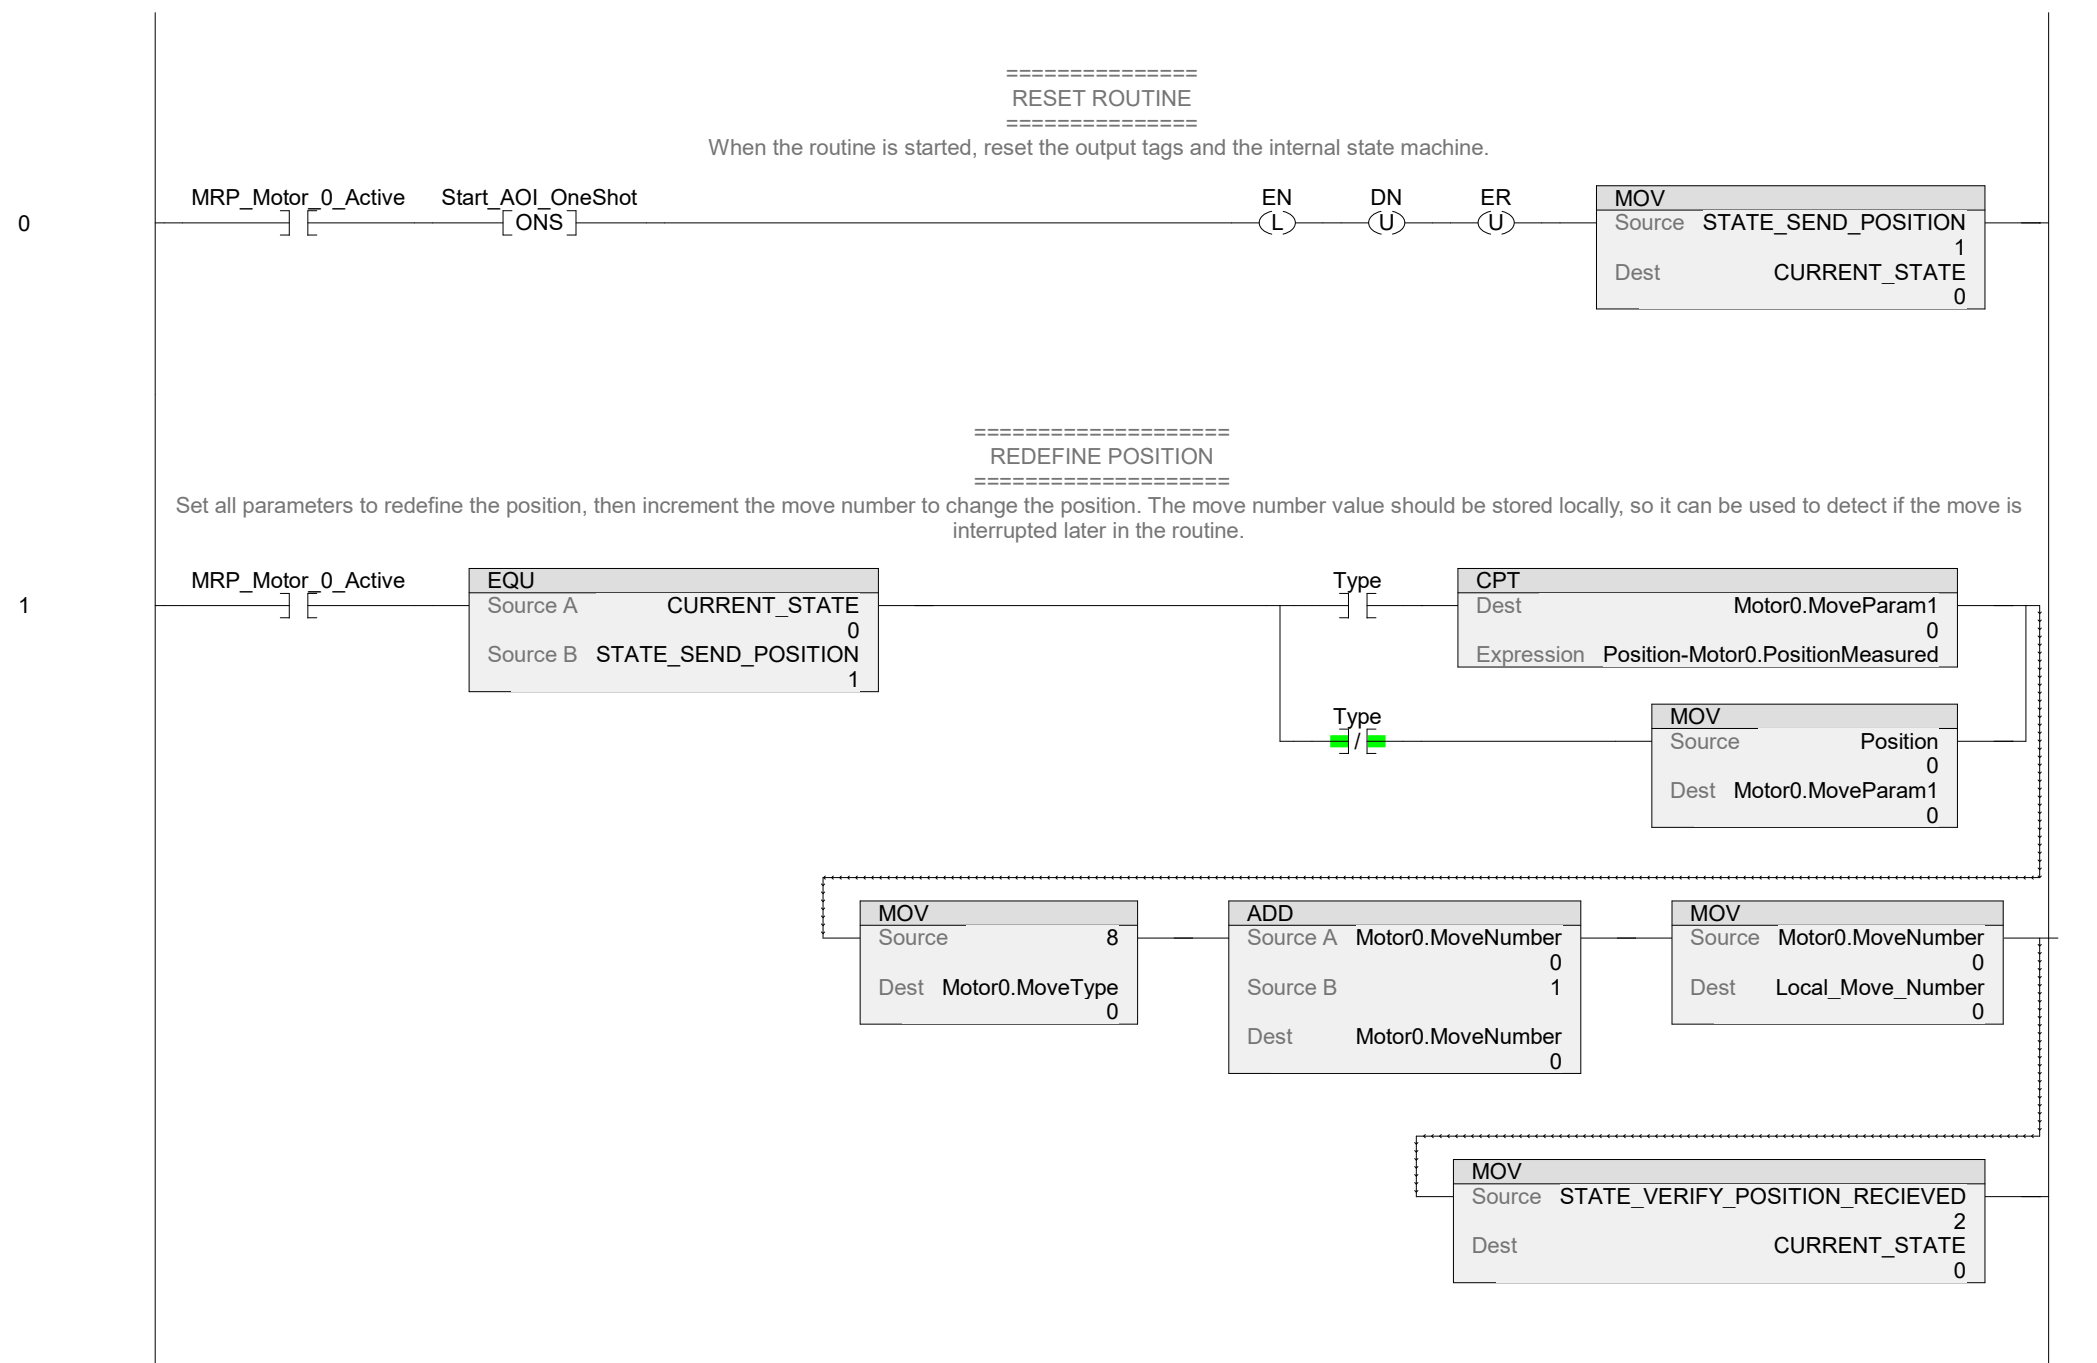 ===============
RESET ROUTINE
===============
When the routine is started, reset the output tags and the internal state machine.
0
MRP_Motor_0_Active
Start_AOI_OneShot
ONS
EN
L
DN
U
ER
U
MOV
Source STATE_SEND_POSITION
1
Dest CURRENT_STATE
0
====================
REDEFINE POSITION
====================
Set all parameters to redefine the position, then increment the move number to change the position. The move number value should be stored locally, so it can be used to detect if the move is
interrupted later in the routine.
1
MRP_Motor_0_Active
EQU
Source A CURRENT_STATE
0
Source B STATE_SEND_POSITION
1
Type
CPT
Dest Motor0.MoveParam1
0
Expression Position-Motor0.PositionMeasured
Type
/
MOV
Source Position
0
Dest Motor0.MoveParam1
0
MOV
Source 8
Dest Motor0.MoveType
0
ADD
Source A Motor0.MoveNumber
0
Source B 1
Dest Motor0.MoveNumber
0
MOV
Source Motor0.MoveNumber
0
Dest Local_Move_Number
0
MOV
Source STATE_VERIFY_POSITION_RECIEVED
2
Dest CURRENT_STATE
0